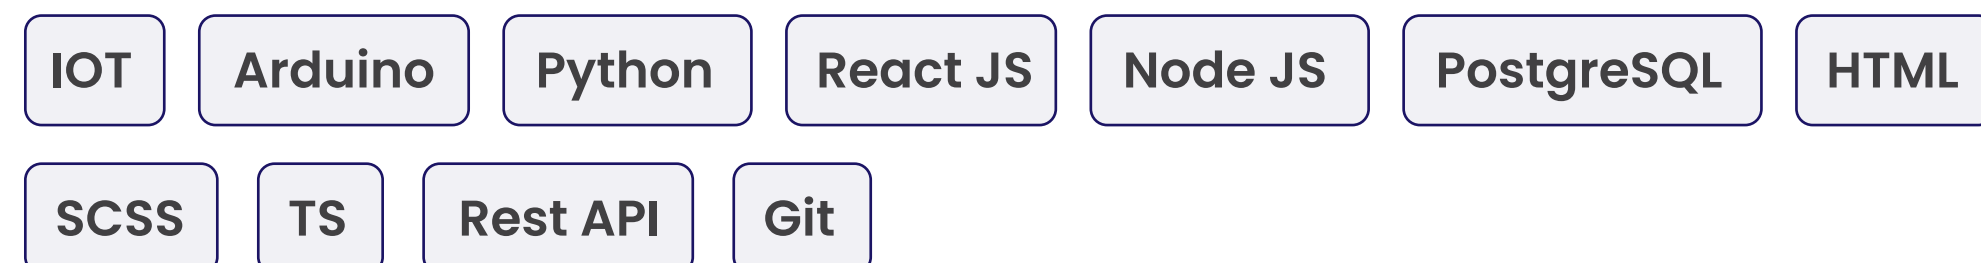 IOT Arduino Python React JS Node JS PostgreSQL HTML
SCSS TS Rest API Git